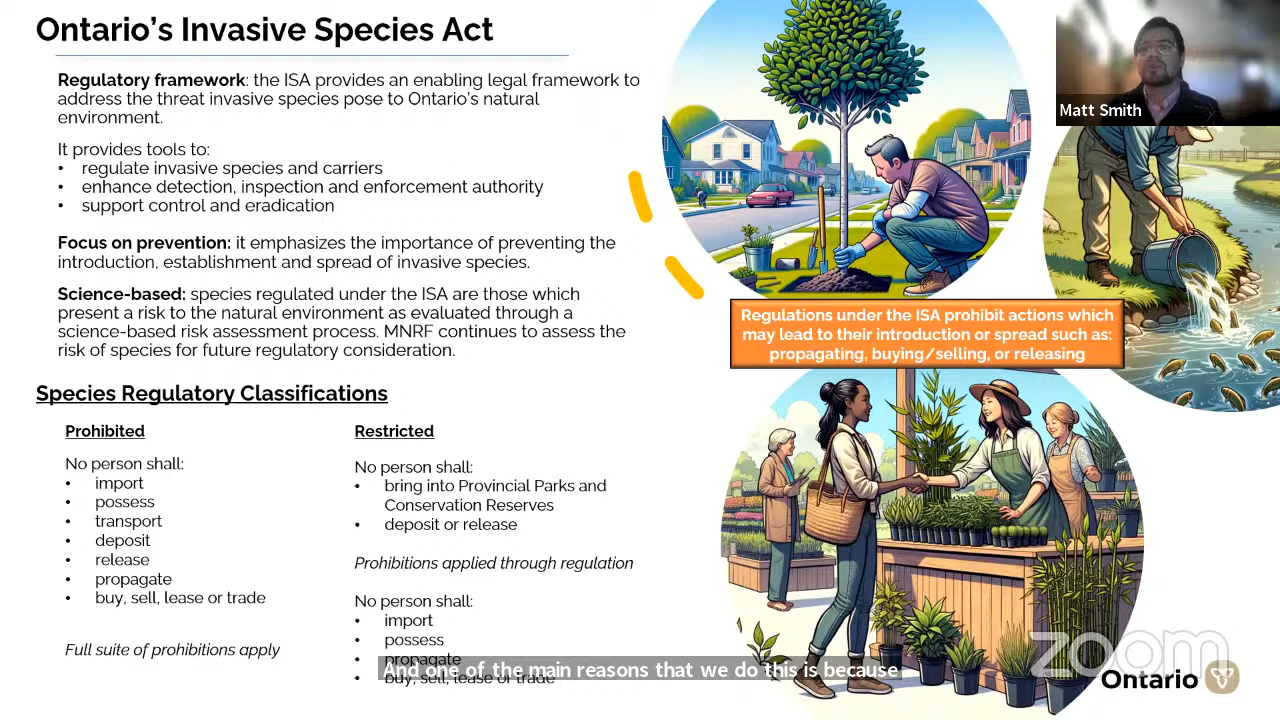 Ontario's Invasive Species Act
Regulatory framework: the ISA provides an enabling legal framework to
address the threat invasive species pose to Ontario's natural
environment.
It provides tools to:
• regulate invasive species and carriers
• enhance detection, inspection and enforcement authority
• support control and eradication
Focus on prevention: it emphasizes the importance of preventing the
introduction, establishment and spread of invasive species.
Science-based: species regulated under the ISA are those which
present a risk to the natural environment as evaluated through a
science-based risk assessment process. MNRF continues to assess the
risk of species for future regulatory consideration.
Species Regulatory Classifications
Prohibited
No person shall:
• import
• possess
• transport
• deposit
• release
• propagate
• buy, sell, lease or trade
Full suite of prohibitions apply
Restricted
No person shall:
• bring into Provincial Parks and
Conservation Reserves
• deposit or release
Prohibitions applied through regulation
No person shall:
• import
• possess
• propagate
• buy, sell, lease or trade
And one of the main reasons that we do this is because
Matt Smith
Regulations under the ISA prohibit actions which
may lead to their introduction or spread such as:
propagating, buying/selling, or releasing
zoom
Ontario